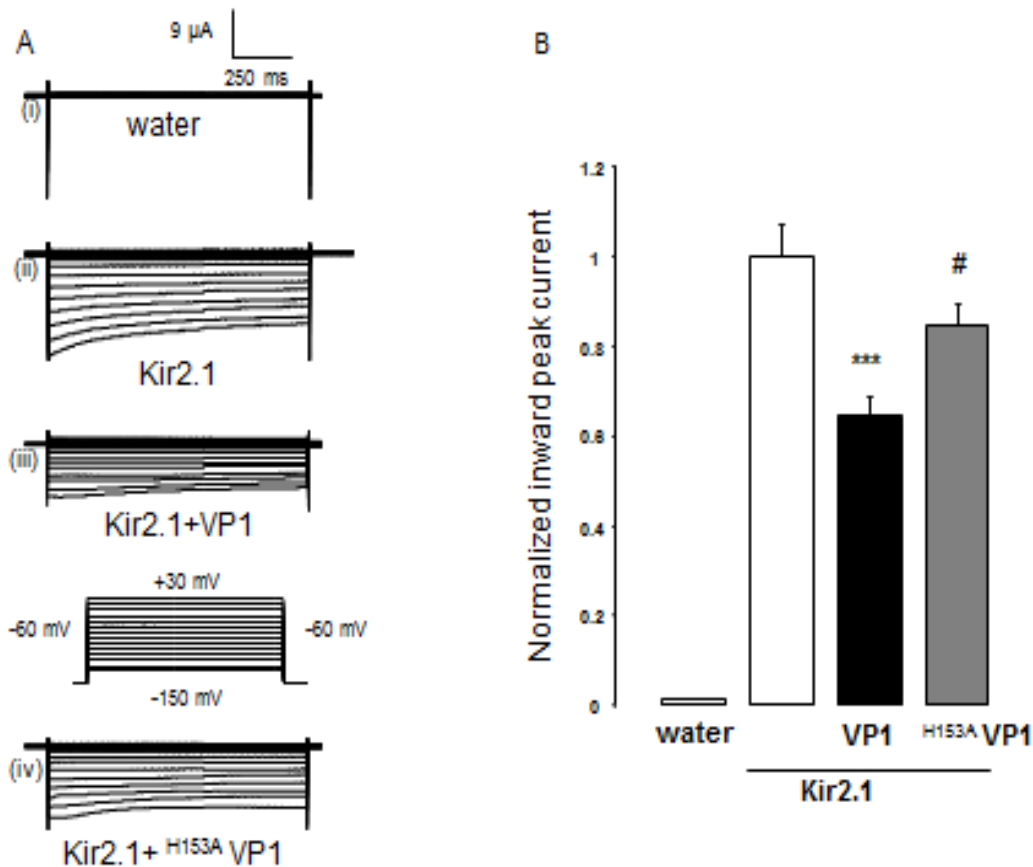 A
9 µA
250 ms
(i)
water
(ii)
Kir2.1
(iii)
Kir2.1+VP1
+30 mV
-60 mV
-60 mV
-150 mV
(iv)
Kir2.1+ H153A VP1
B
Normalized inward peak current
1.2
1
0.8
0.6
0.4
0.2
0
***
#
water
VP1
H153A VP1
Kir2.1